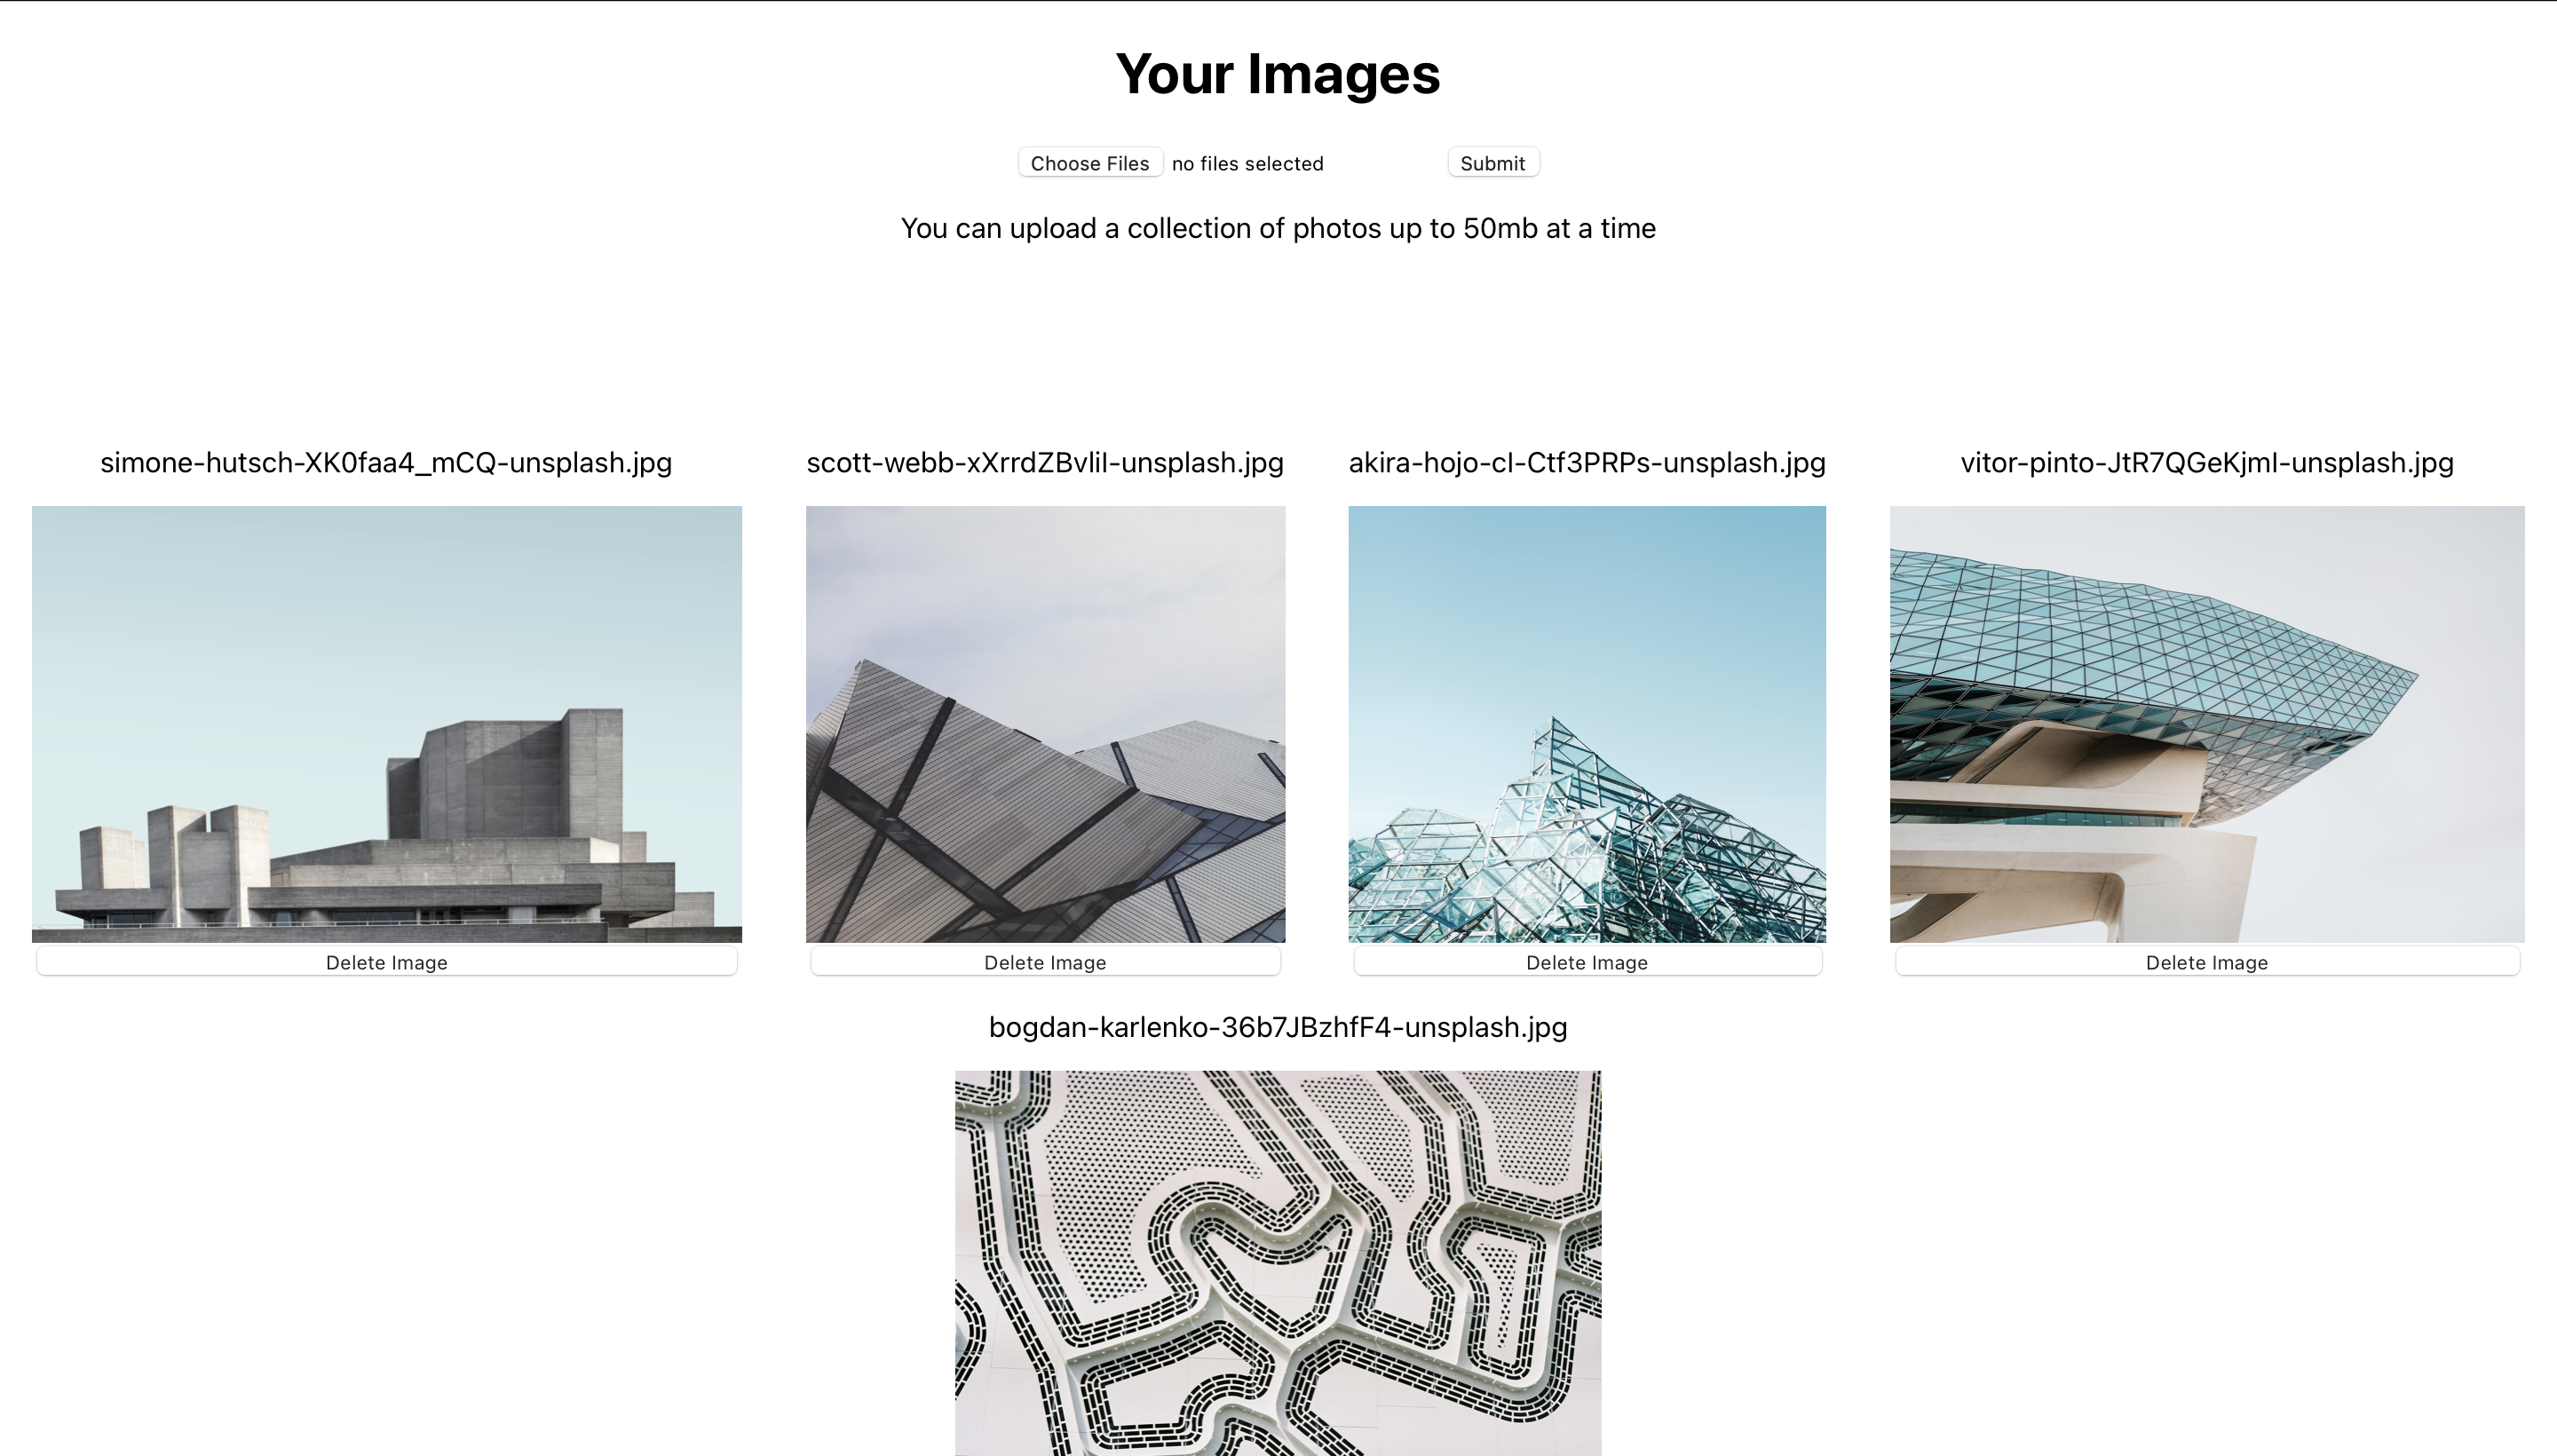 Your Images
Choose Files no files selected Submit
You can upload a collection of photos up to 50mb at a time
simone-hutsch-XK0faa4_mCQ-unsplash.jpg
scott-webb-xXrrdZBvliI-unsplash.jpg
akira-hojo-cI-Ctf3PRPs-unsplash.jpg
vitor-pinto-JtR7QGeKjmI-unsplash.jpg
Delete Image
Delete Image
Delete Image
Delete Image
bogdan-karlenko-36b7JBzhfF4-unsplash.jpg